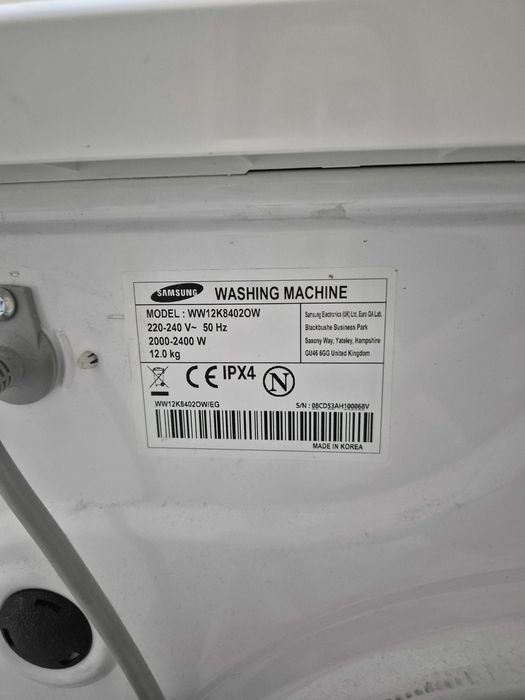 SAMSUNG WASHING MACHINE
MODEL : WW12K8402OW
220-240 V~ 50 Hz
2000-2400 W
12.0 kg
Samsung Electronics (UK) Ltd, Euro QA Lab.
Blackbushe Business Park
Saxony Way, Yateley, Hampshire
GU46 6GG United Kingdom
CE IPX4 N
WW12K8402OW/EG
S/N : 08CD53AH100068V
MADE IN KOREA